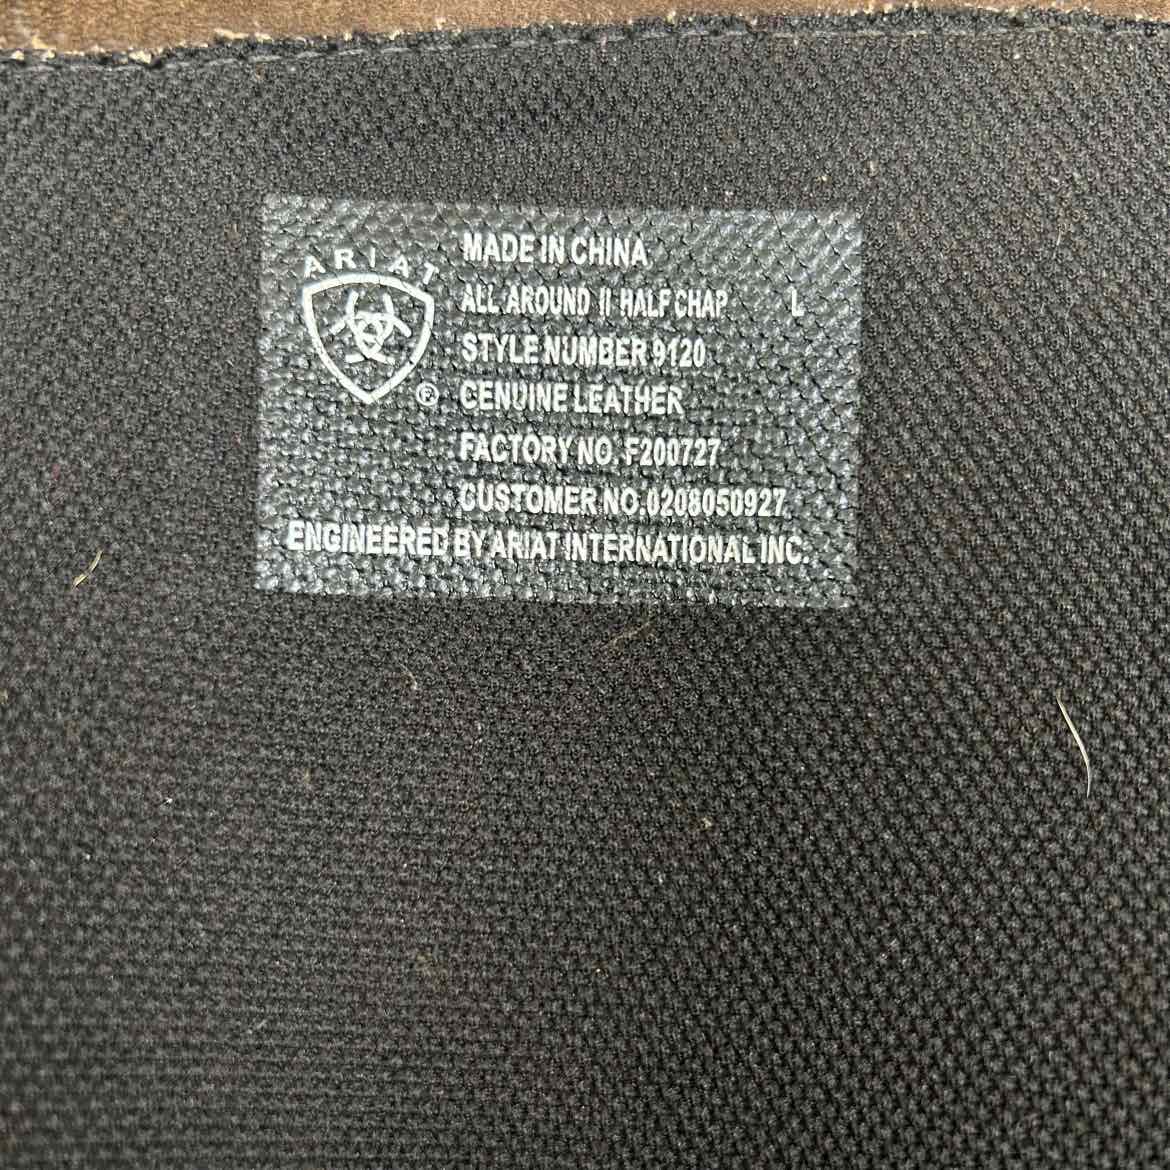 ARIAT
®
MADE IN CHINA
ALL AROUND II HALF CHAP L
STYLE NUMBER 9120
GENUINE LEATHER
FACTORY NO. F200727
CUSTOMER NO.0208050927
ENGINEERED BY ARIAT INTERNATIONAL INC.